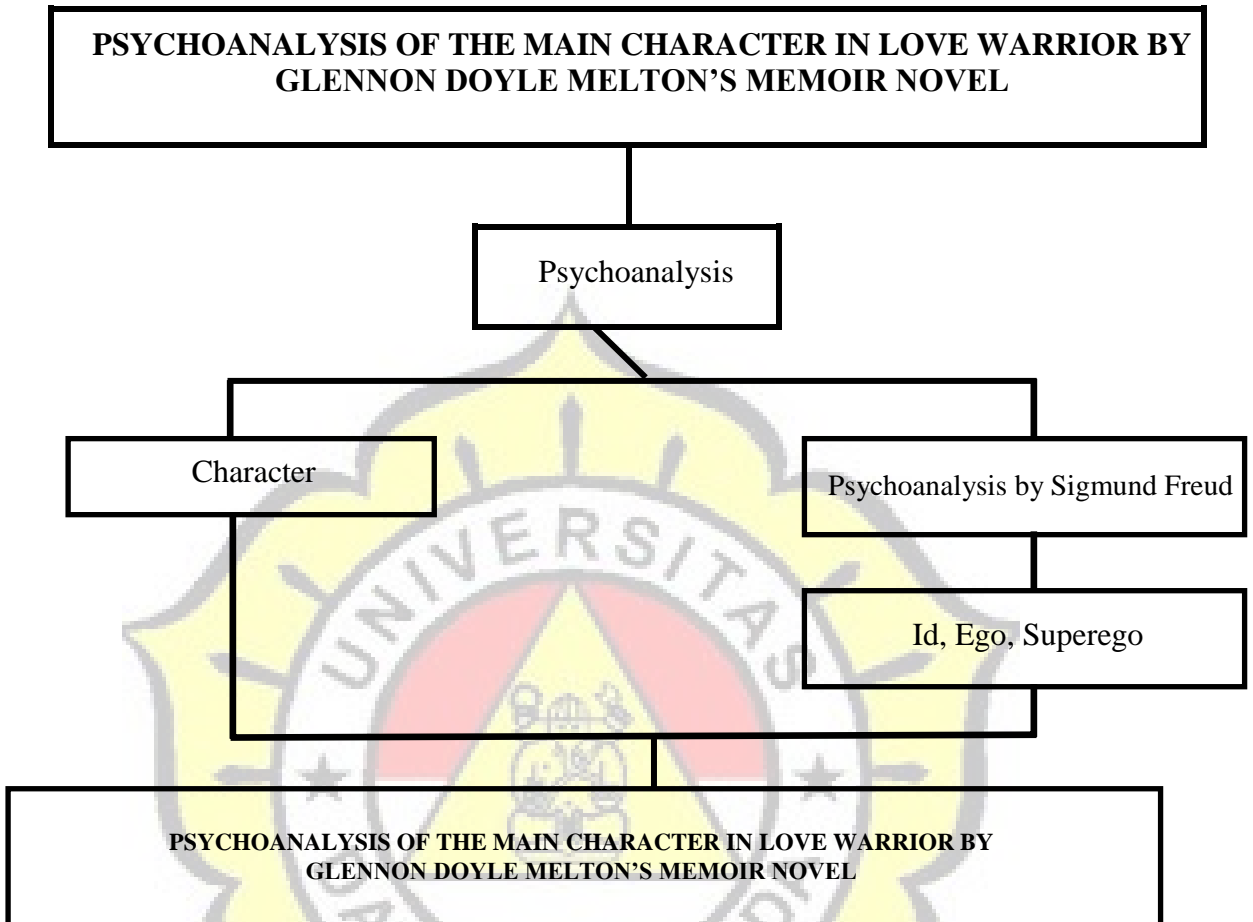 PSYCHOANALYSIS OF THE MAIN CHARACTER IN LOVE WARRIOR BY
GLENNON DOYLE MELTON’S MEMOIR NOVEL
Psychoanalysis
Character
Psychoanalysis by Sigmund Freud
Id, Ego, Superego
UNIVERSITAS
PSYCHOANALYSIS OF THE MAIN CHARACTER IN LOVE WARRIOR BY
GLENNON DOYLE MELTON’S MEMOIR NOVEL